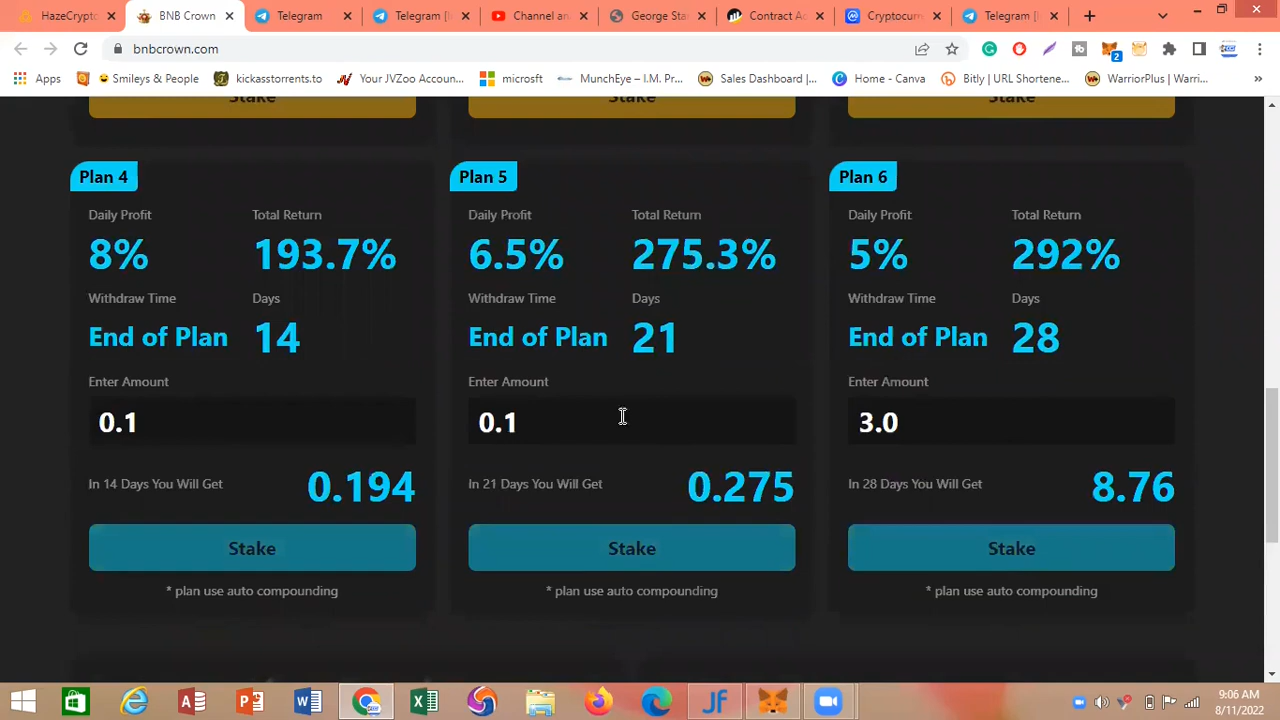 HazeCrypto
BNB Crown
Telegram
Telegram [
Channel an
George Sta
Contract A
Cryptocur
Telegram [
bnbcrown.com
2
Apps
Smileys & People
kickasstorrents.to
Your JVZoo Accoun...
microsft
MunchEye – I.M. Pr...
Sales Dashboard |...
Home - Canva
Bitly | URL Shortene...
WarriorPlus | Warri...
Stake
Stake
Stake
Plan 4
Daily Profit
Total Return
8%
193.7%
Withdraw Time
Days
End of Plan
14
Enter Amount
0.1
In 14 Days You Will Get
0.194
Stake
* plan use auto compounding
Plan 5
Daily Profit
Total Return
6.5%
275.3%
Withdraw Time
Days
End of Plan
21
Enter Amount
0.1
In 21 Days You Will Get
0.275
Stake
* plan use auto compounding
Plan 6
Daily Profit
Total Return
5%
292%
Withdraw Time
Days
End of Plan
28
Enter Amount
3.0
In 28 Days You Will Get
8.76
Stake
* plan use auto compounding
9:06 AM
8/11/2022